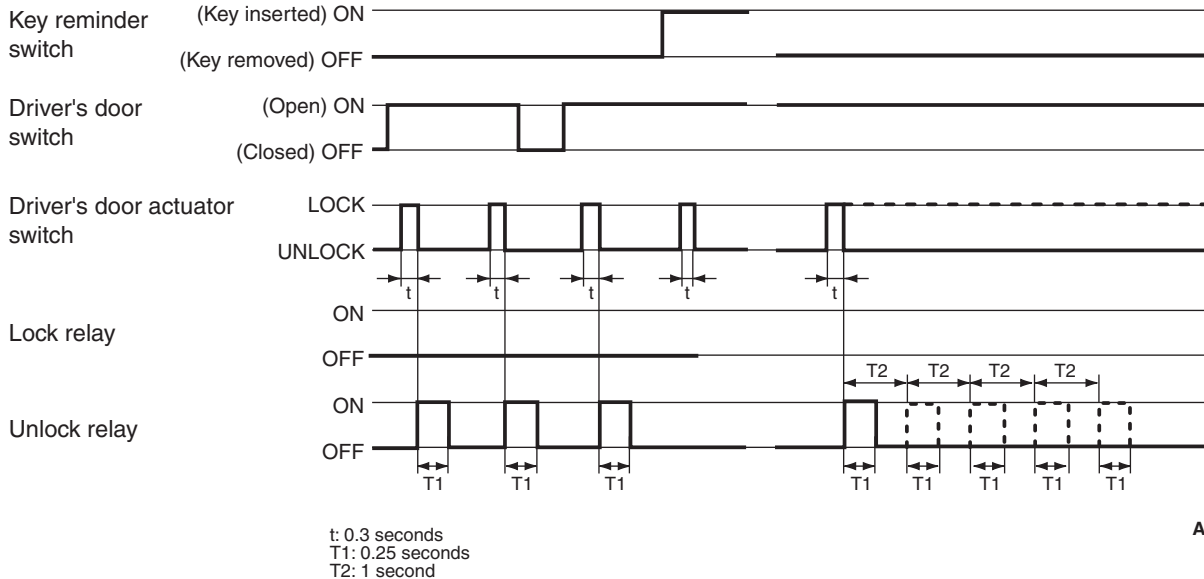 Key reminder
switch
(Key inserted) ON
(Key removed) OFF
Driver's door
switch
(Open) ON
(Closed) OFF
Driver's door actuator
switch
LOCK
UNLOCK
t
t
t
t
t
Lock relay
ON
OFF
T2
T2
T2
T2
Unlock relay
ON
OFF
T1
T1
T1
T1
T1
T1
T1
T1
t: 0.3 seconds
T1: 0.25 seconds
T2: 1 second
A